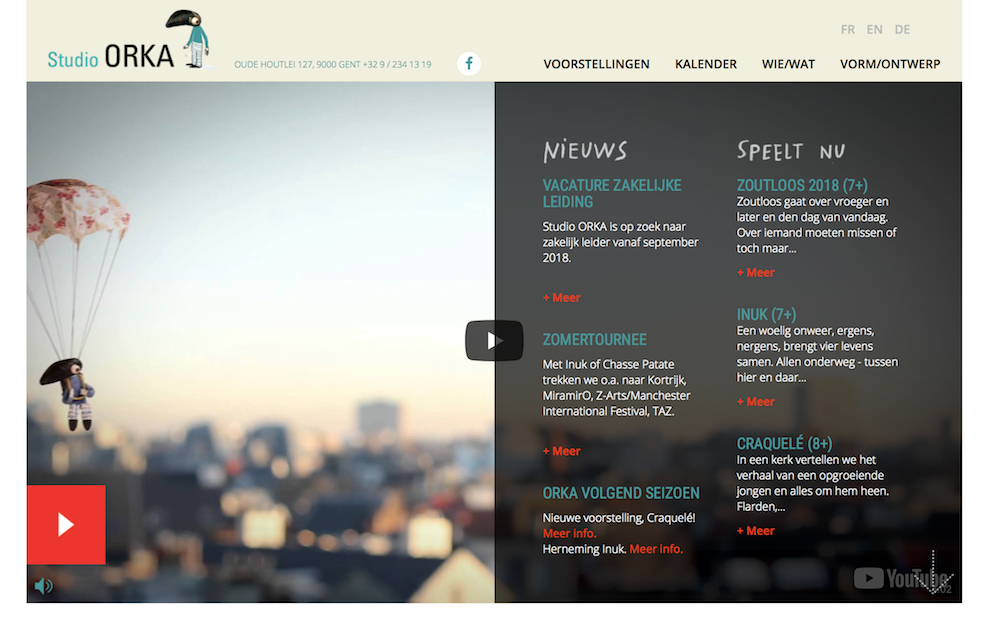 Studio ORKA
OUDE HOUTLEI 127, 9000 GENT +32 9 / 234 13 19
f
FR EN DE
VOORSTELLINGEN KALENDER WIE/WAT VORM/ONTWERP
NIEUWS
VACATURE ZAKELIJKE
LEIDING
Studio ORKA is op zoek naar
zakelijk leider vanaf september
2018.
+ Meer
ZOMERTOURNEE
Met Inuk of Chasse Patate
trekken we o.a. naar Kortrijk,
MiramirO, Z-Arts/Manchester
International Festival, TAZ.
+ Meer
ORKA VOLGEND SEIZOEN
Nieuwe voorstelling, Craquelé!
Meer info.
Herneming Inuk. Meer info.
SPEELT NU
ZOUTLOOS 2018 (7+)
Zoutloos gaat over vroeger en
later en den dag van vandaag.
Over iemand moeten missen of
toch maar...
+ Meer
INUK (7+)
Een woelig onweer, ergens,
nergens, brengt vier levens
samen. Allen onderweg - tussen
hier en daar...
+ Meer
CRAQUELÉ (8+)
In een kerk vertellen we het
verhaal van een opgroeiende
jongen en alles om hem heen.
Flarden,...
+ Meer
YouTube